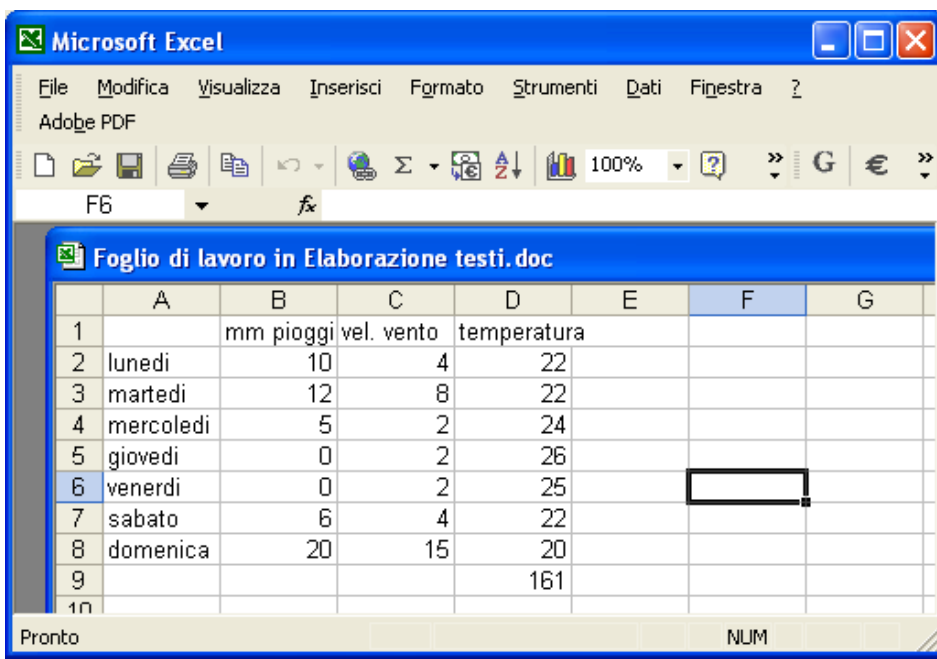 Microsoft Excel
File Modifica Visualizza Inserisci Formato Strumenti Dati Finestra ?
Adobe PDF
Σ 100% ? » G € »
F6 fx
Foglio di lavoro in Elaborazione testi.doc
A B C D E F G
1 mm pioggi vel. vento temperatura
2 lunedi 10 4 22
3 martedi 12 8 22
4 mercoledi 5 2 24
5 giovedi 0 2 26
6 venerdi 0 2 25
7 sabato 6 4 22
8 domenica 20 15 20
9 161
10
Pronto NUM